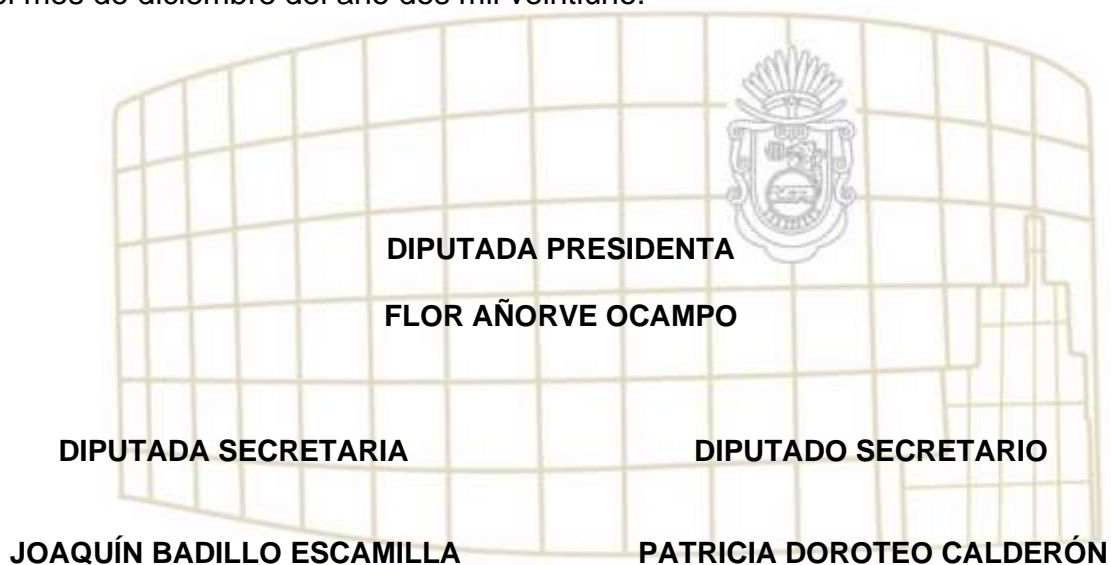 el mes de diciembre del año dos mil veintiuno.
DIPUTADA PRESIDENTA
FLOR AÑORVE OCAMPO
DIPUTADA SECRETARIA DIPUTADO SECRETARIO
JOAQUÍN BADILLO ESCAMILLA PATRICIA DOROTEO CALDERÓN